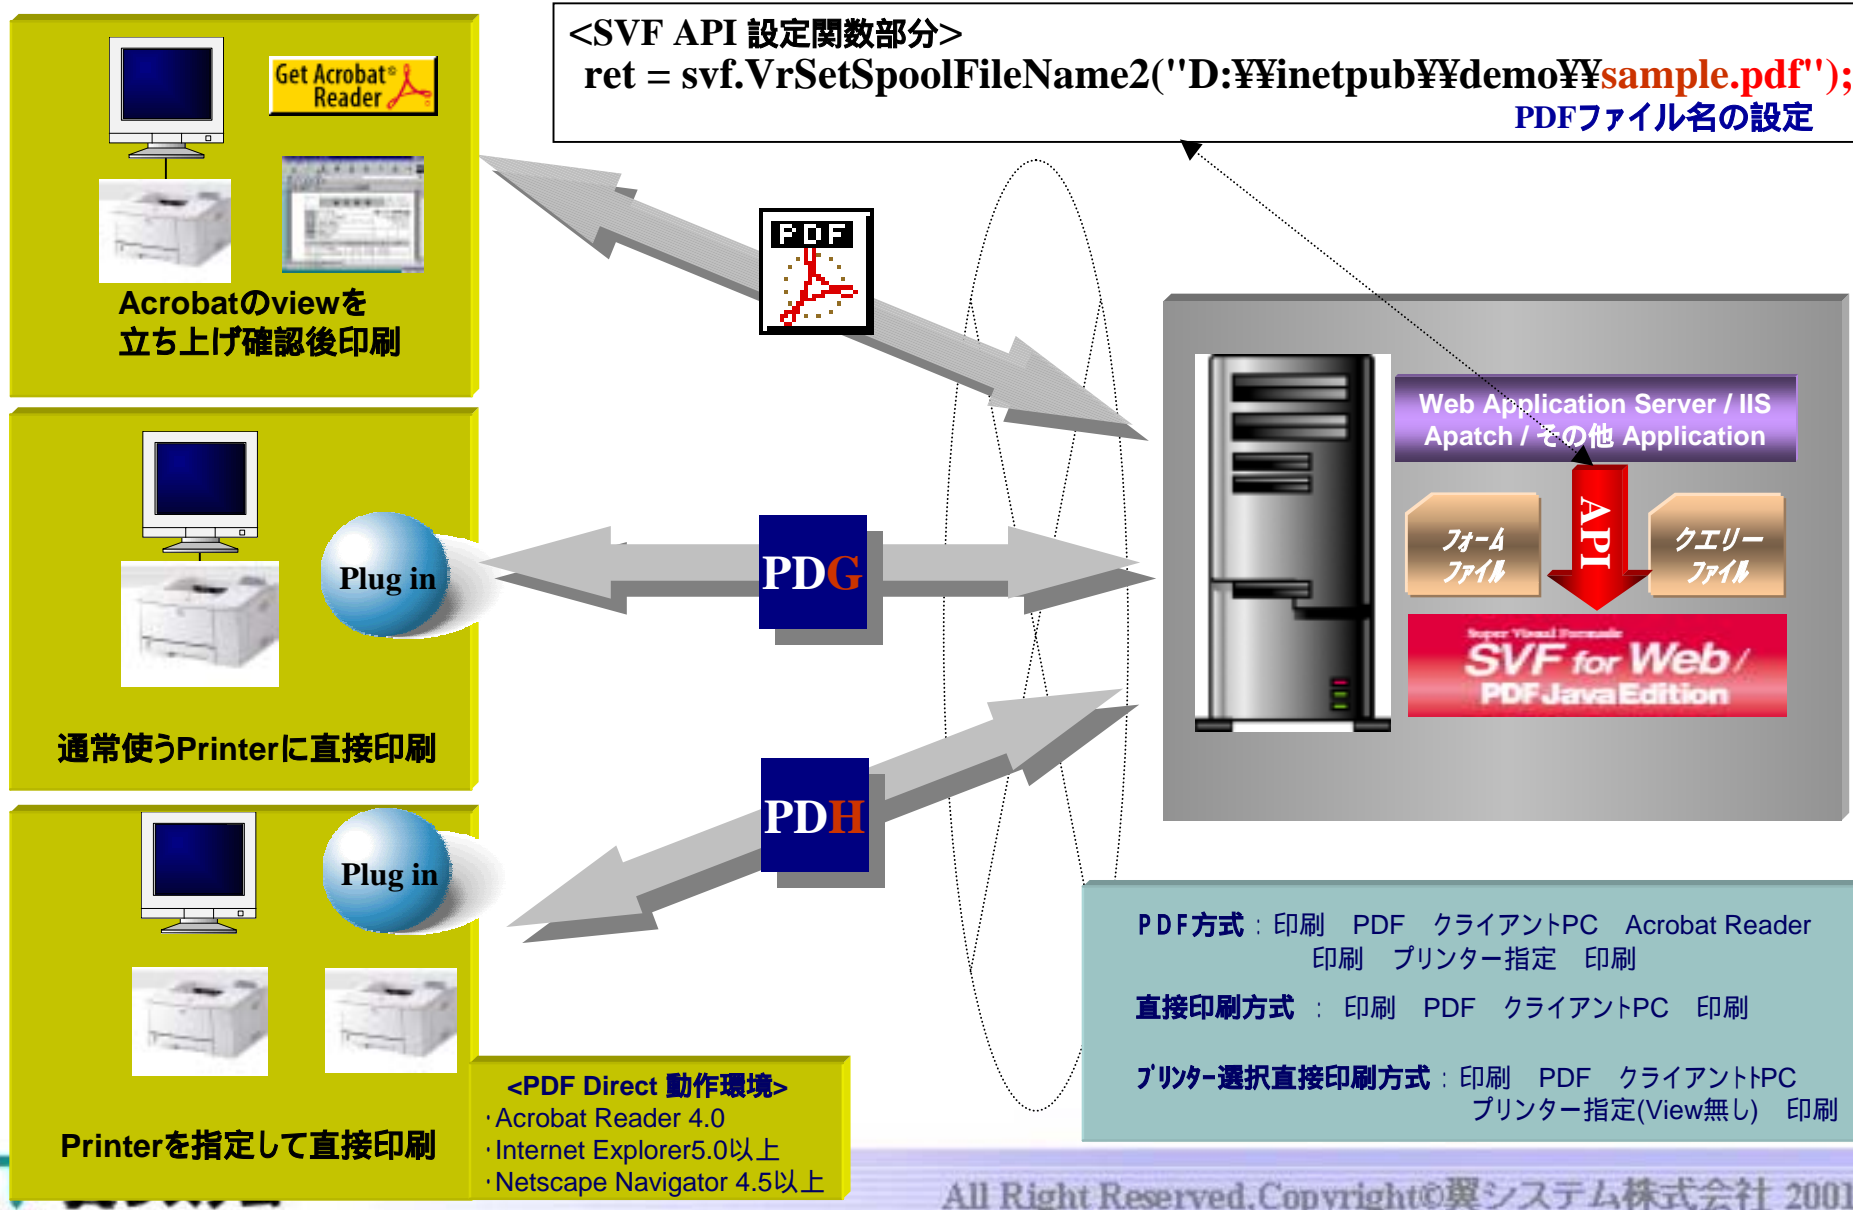 <SVF API 設定関数部分>
ret = svf.VrSetSpoolFileName2("D:¥¥inetpub¥¥demo¥¥sample.pdf");
PDFファイル名の設定
Get Acrobat®
Reader
Acrobatのviewを
立ち上げ確認後印刷
PDF
Web Application Server / IIS
Apatch / その他 Application
API
フォーム
ファイル
クエリー
ファイル
Super Visual Formade
SVF for Web /
PDF Java Edition
Plug in
PDG
通常使うPrinterに直接印刷
Plug in
PDH
Printerを指定して直接印刷
<PDF Direct 動作環境>
・Acrobat Reader 4.0
・Internet Explorer5.0以上
・Netscape Navigator 4.5以上
PDF方式：印刷　PDF　クライアントPC　Acrobat Reader
印刷　プリンター指定　印刷
直接印刷方式　：　印刷　PDF　クライアントPC　印刷
プリンター選択直接印刷方式：印刷　PDF　クライアントトPC
プリンター指定(View無し)　印刷
All Right Reserved,Copyright©翼システム株式会社 2001